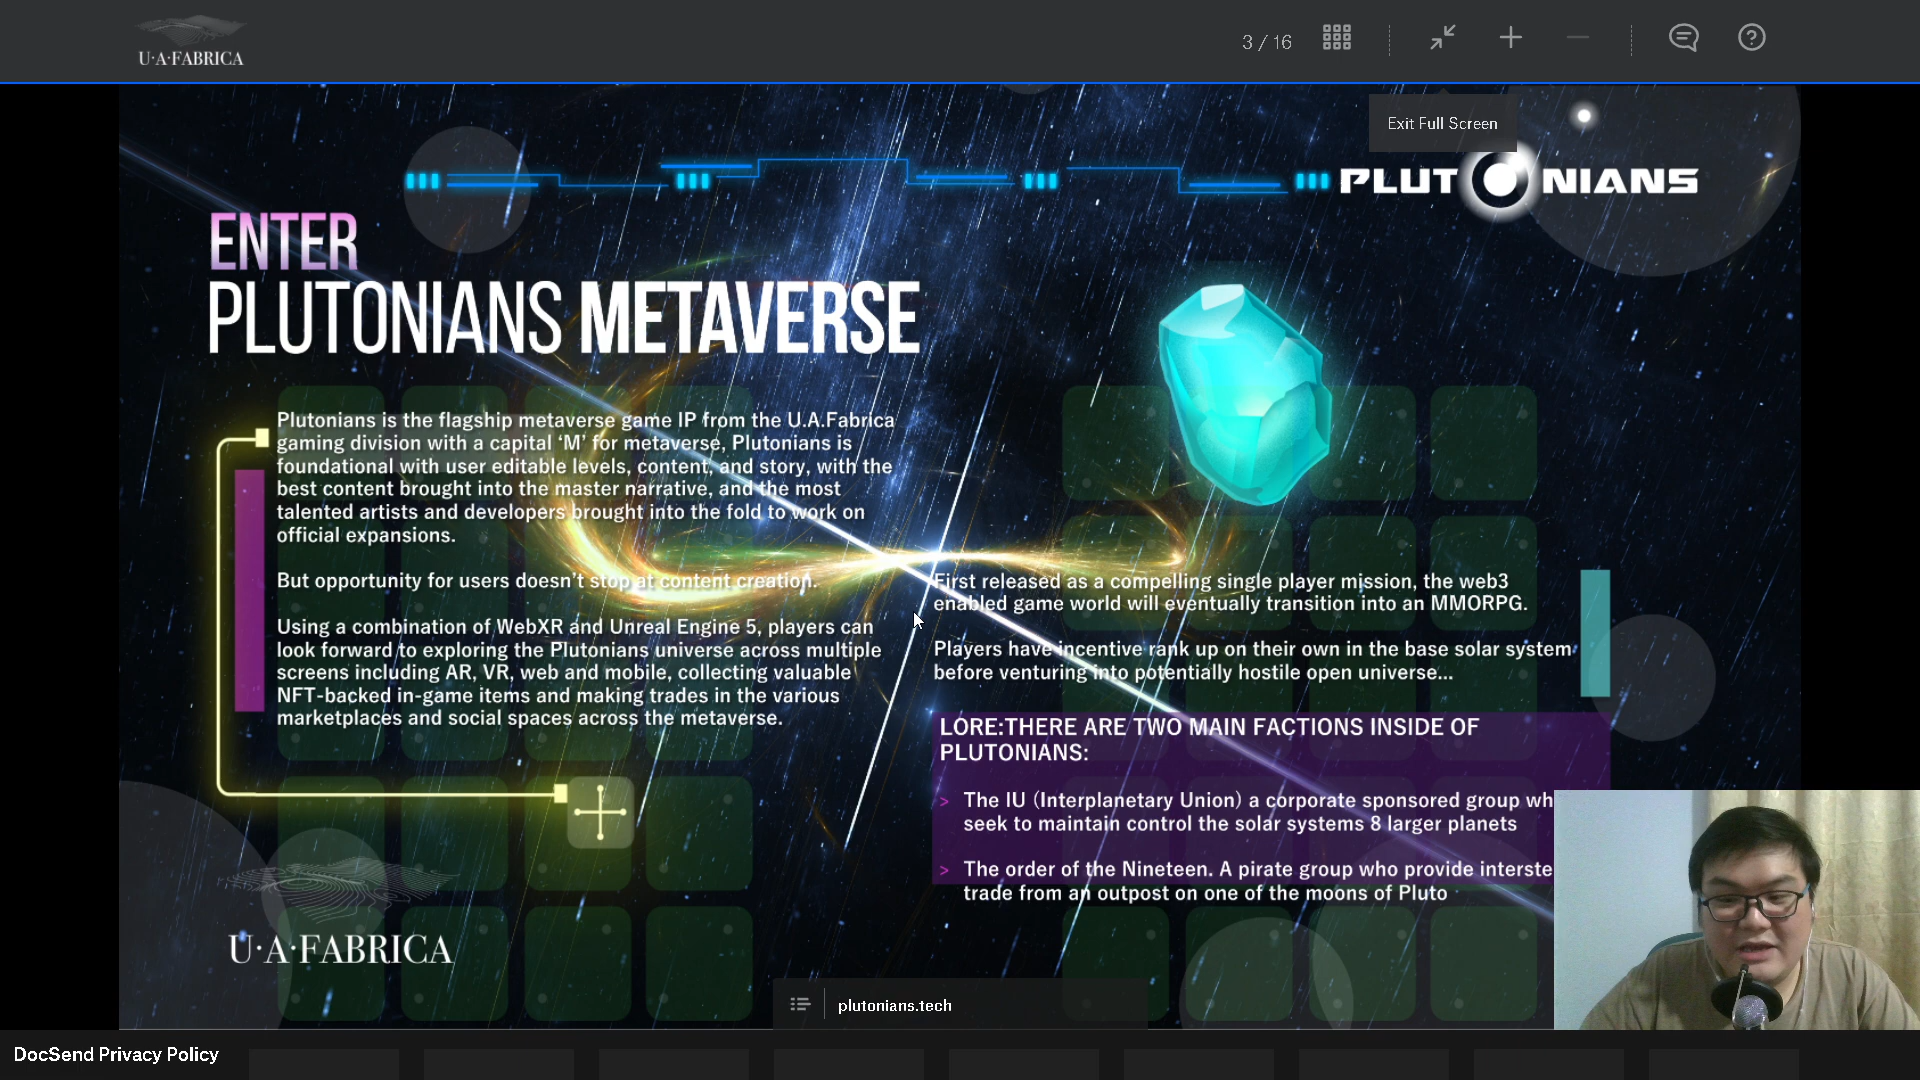 U·A·FABRICA
3 / 16
Exit Full Screen
PLUTONIANS
ENTER
PLUTONIANS METAVERSE
Plutonians is the flagship metaverse game IP from the U.A.Fabrica
gaming division with a capital ‘M’ for metaverse, Plutonians is
foundational with user editable levels, content, and story, with the
best content brought into the master narrative, and the most
talented artists and developers brought into the fold to work on
official expansions.
But opportunity for users doesn’t stop at content creation.
Using a combination of WebXR and Unreal Engine 5, players can
look forward to exploring the Plutonians universe across multiple
screens including AR, VR, web and mobile, collecting valuable
NFT-backed in-game items and making trades in the various
marketplaces and social spaces across the metaverse.
First released as a compelling single player mission, the web3
enabled game world will eventually transition into an MMORPG.
Players have incentive rank up on their own in the base solar system
before venturing into potentially hostile open universe...
LORE:THERE ARE TWO MAIN FACTIONS INSIDE OF
PLUTONIANS:
> The IU (Interplanetary Union) a corporate sponsored group wh
seek to maintain control the solar systems 8 larger planets
> The order of the Nineteen. A pirate group who provide interste
trade from an outpost on one of the moons of Pluto
U·A·FABRICA
plutonians.tech
DocSend Privacy Policy